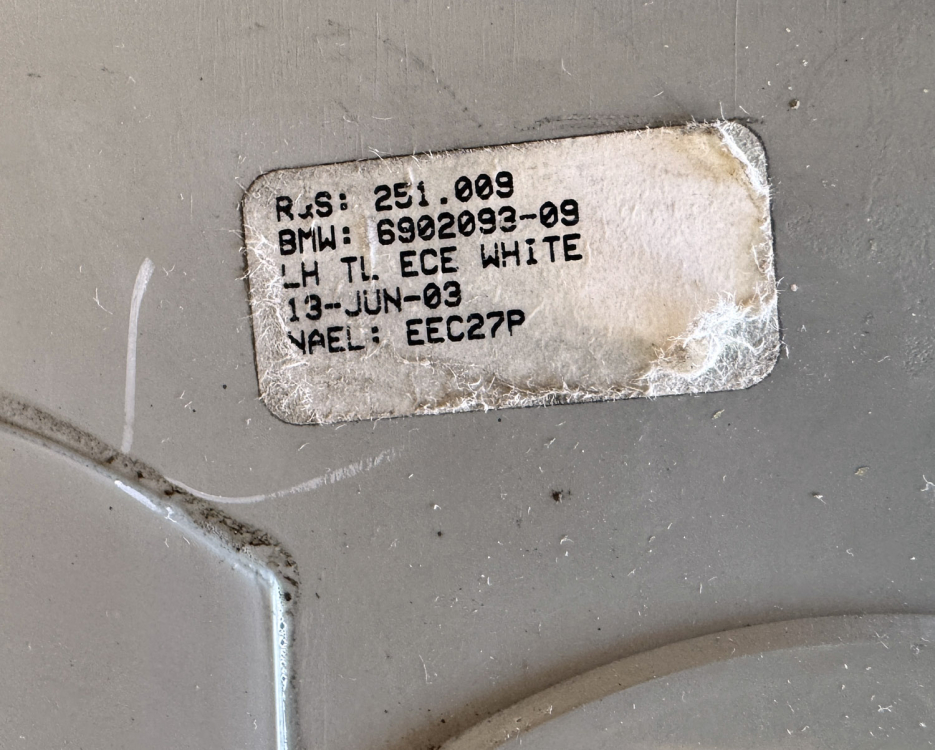 R&S: 251.009
BMW: 6902093-09
LH TL ECE WHITE
13-JUN-03
NAEL: EEC27P